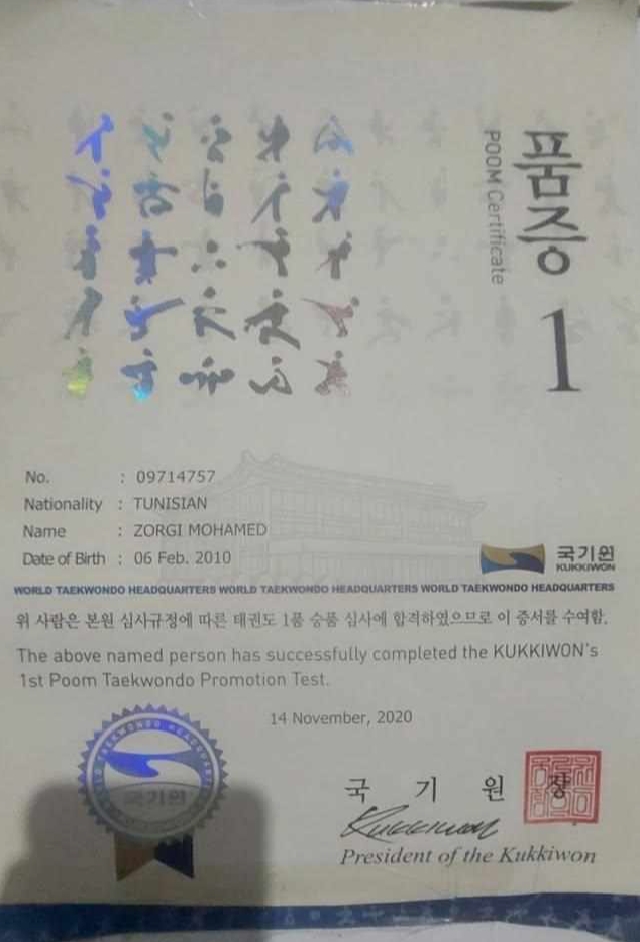 품증
POOM Certificate
1
No. : 09714757
Nationality : TUNISIAN
Name : ZORGI MOHAMED
Date of Birth : 06 Feb. 2010
국기원
KUKKIWON
WORLD TAEKWONDO HEADQUARTERS WORLD TAEKWONDO HEADQUARTERS WORLD TAEKWONDO HEADQUARTERS
위 사람은 본원 심사규정에 따른 태권도 1품 승품 심사에 합격하였으므로 이 증서를 수여함.
The above named person has successfully completed the KUKKIWON's
1st Poom Taekwondo Promotion Test.
14 November, 2020
국기원
국 기 원 장
Kukkiwon
President of the Kukkiwon